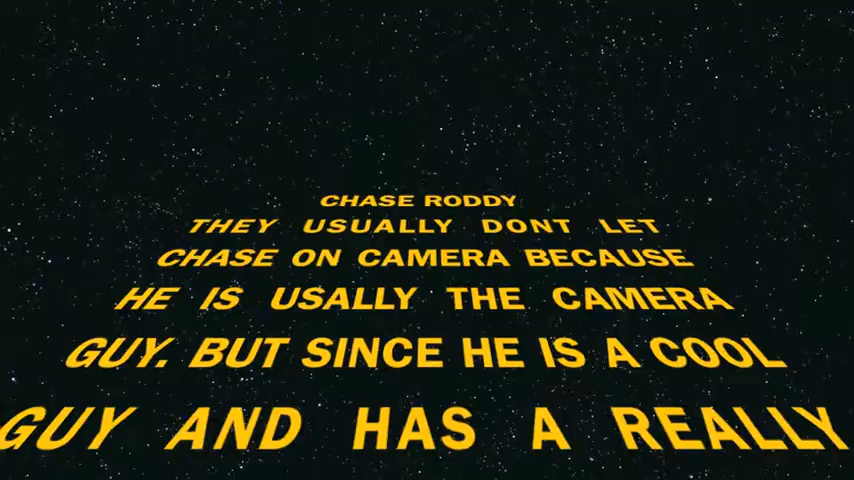 CHASE RODDY
THEY USUALLY DONT LET
CHASE ON CAMERA BECAUSE
HE IS USALLY THE CAMERA
GUY. BUT SINCE HE IS A COOL
GUY AND HAS A REALLY